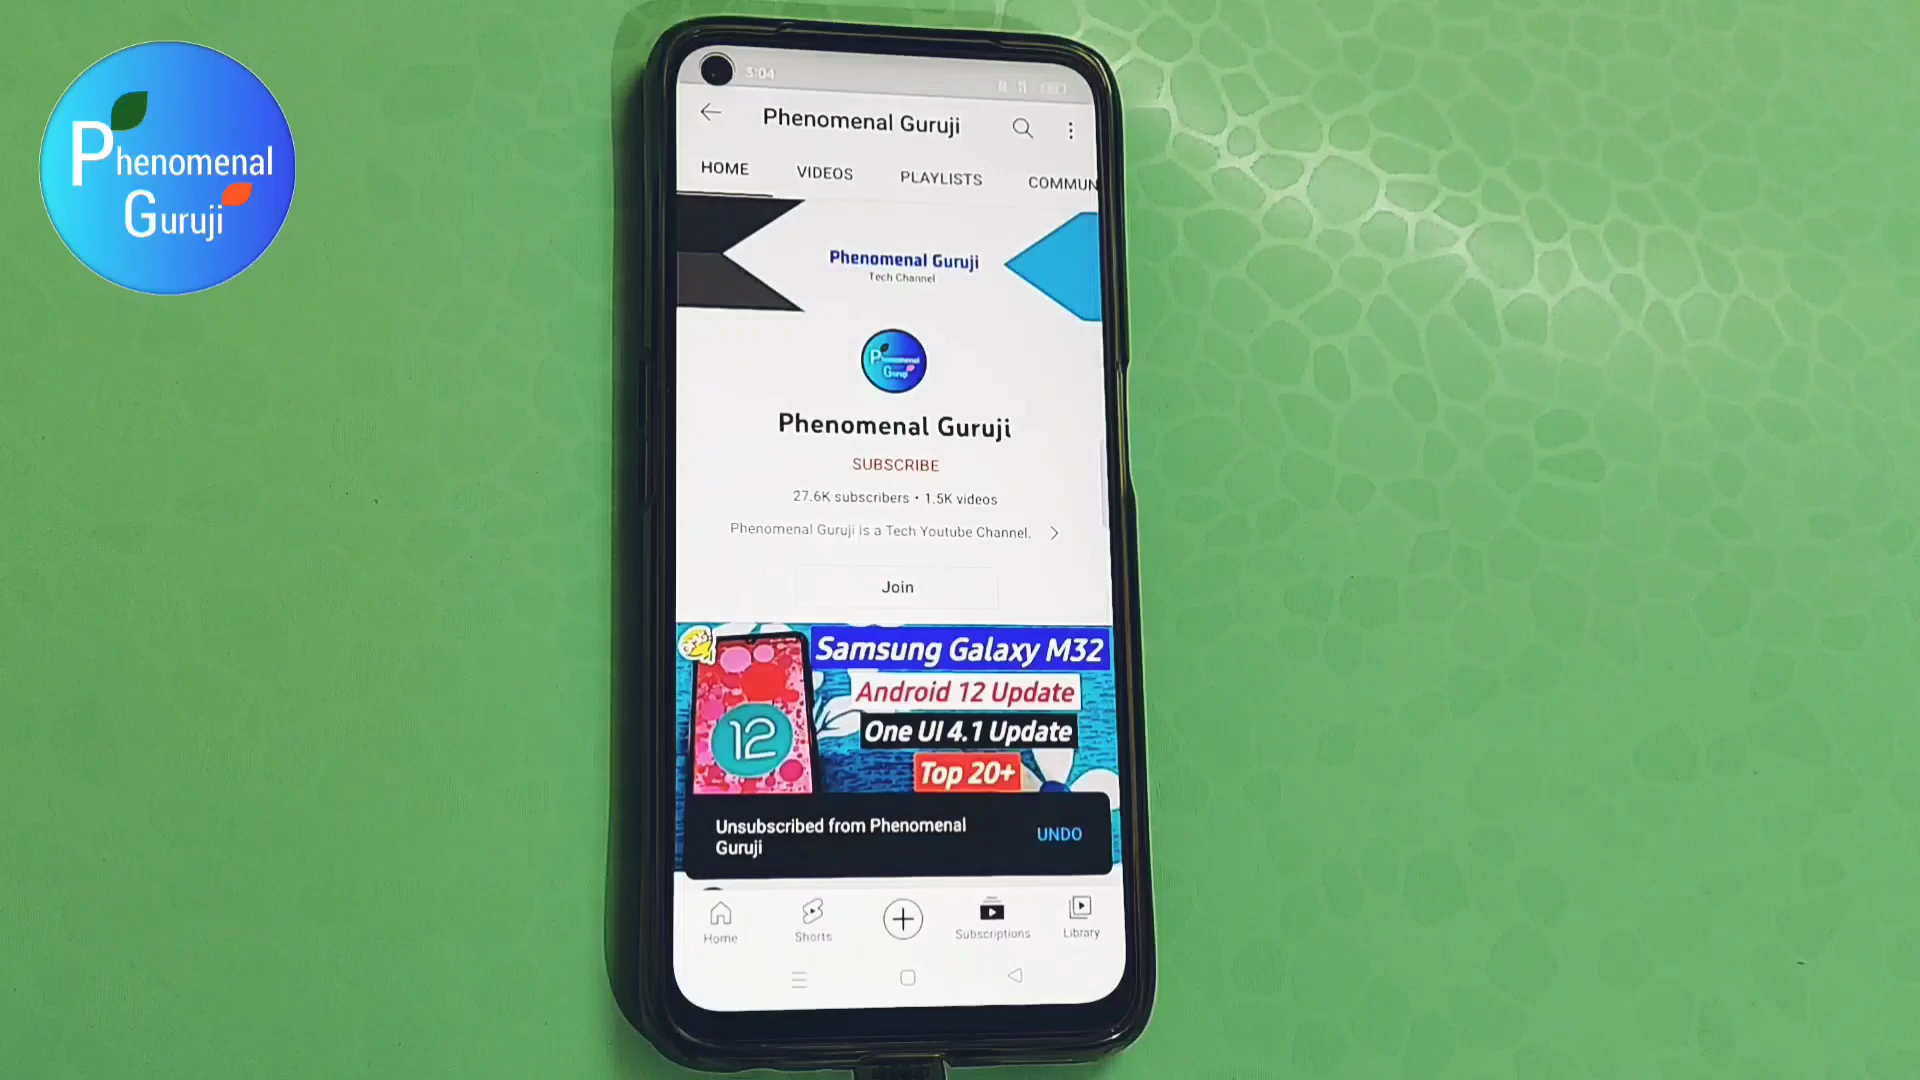 Phenomenal
Guruji
3:04
Phenomenal Guruji
HOME VIDEOS PLAYLISTS COMMUN
Phenomenal Guruji
Tech Channel
Phenomenal
Guruji
Phenomenal Guruji
SUBSCRIBE
27.6K subscribers • 1.5K videos
Phenomenal Guruji is a Tech Youtube Channel.
Join
Samsung Galaxy M32
Android 12 Update
12
One UI 4.1 Update
Top 20+
Unsubscribed from Phenomenal
Guruji
UNDO
Home Shorts Subscriptions Library